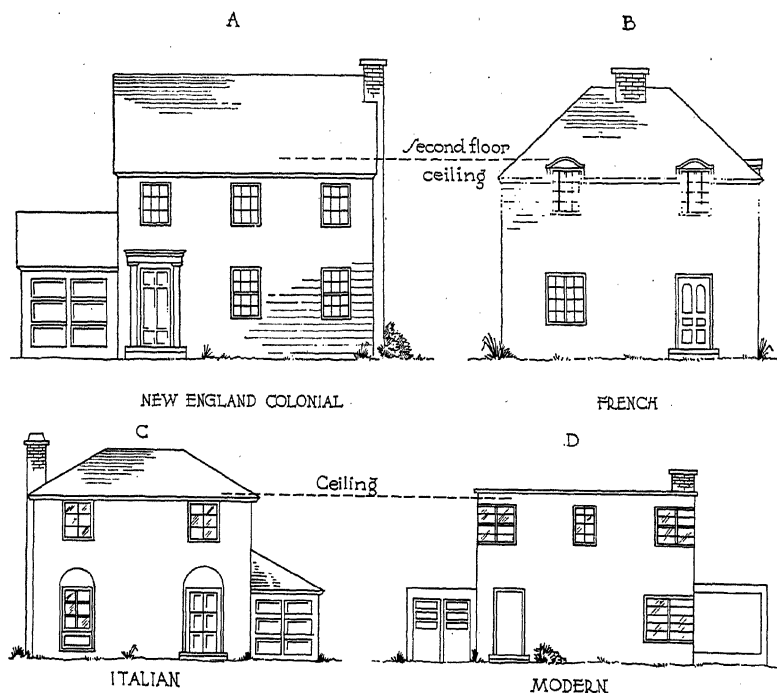 A
B
Second floor
ceiling
NEW ENGLAND COLONIAL
FRENCH
C
D
Ceiling
ITALIAN
MODERN